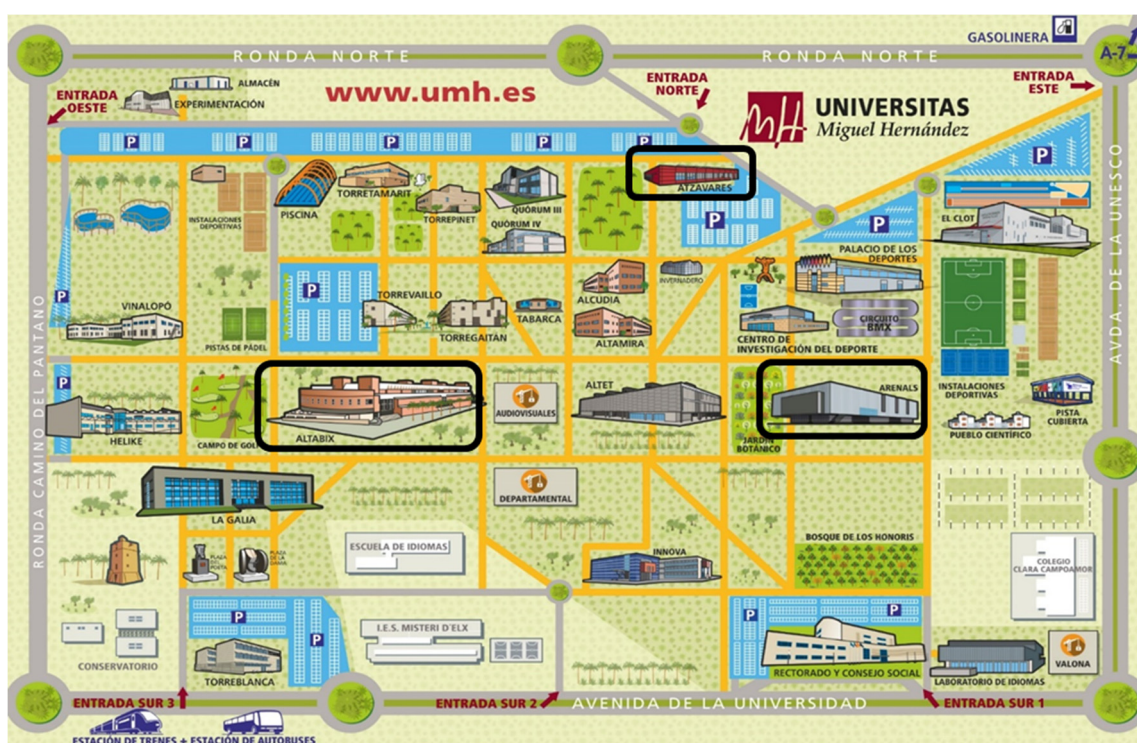 GASOLINERA
A-7
RONDA NORTE
RONDA NORTE
ALMACÉN
EXPERIMENTACIÓN
ENTRADA
OESTE
www.umh.es
ENTRADA
NORTE
ENTRADA
ESTE
UNIVERSITAS
Miguel Hernández
P P P P P
P
AVDA. DE LA UNESCO
PISCINA
TORRETAMARIT
TORREPINET
QUÓRUM III
QUÓRUM IV
ATZAVARES
P
P
EL CLOT
INSTALACIONES
DEPORTIVAS
PALACIO DE LOS
DEPORTES
RONDA CAMINO DEL PANTANO
P
VINALOPÓ
P
PISTAS DE PÁDEL
TORREVAILLO
TORREGAITAN
TABARCA
ALCUDIA
ALTAMIRA
INVERNADERO
CIRCUITO
BMX
CENTRO DE
INVESTIGACIÓN DEL DEPORTE
P
HELIKE
CAMPO DE GOLF
ALTABIX
AUDIOVISUALES
ALTET
ARENALS
JARDÍN
BOTÁNICO
INSTALACIONES
DEPORTIVAS
PISTA
CUBIERTA
PUEBLO CIENTÍFICO
LA GALIA
DEPARTAMENTAL
ESCUELA DE IDIOMAS
INNOVA
BOSQUE DE LOS HONORIS
COLEGIO
CLARA CAMPOAMOR
P
P
TORREBLANCA
I.E.S. MISTERI D'ELX
CONSERVATORIO
P
P
RECTORADO Y CONSEJO SOCIAL
LABORATORIO DE IDIOMAS
VALONA
ENTRADA SUR 3
ENTRADA SUR 2
AVENIDA DE LA UNIVERSIDAD
ENTRADA SUR 1
ESTACIÓN DE TRENES + ESTACIÓN DE AUTOBUSES